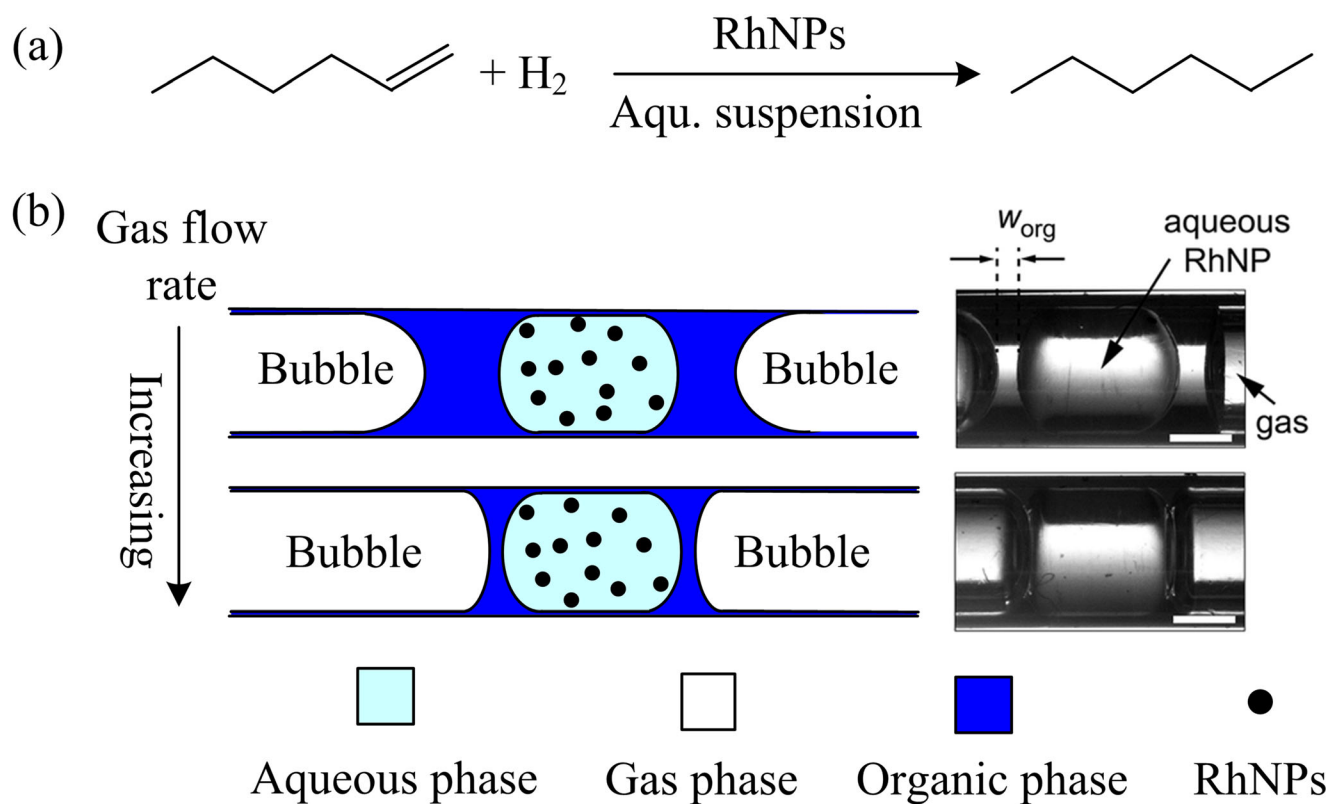 (a)
+ H₂
RhNPs
Aqu. suspension
(b)
Gas flow
rate
Increasing
Bubble
Bubble
Bubble
Bubble
w_org
aqueous
RhNP
gas
Aqueous phase
Gas phase
Organic phase
RhNPs